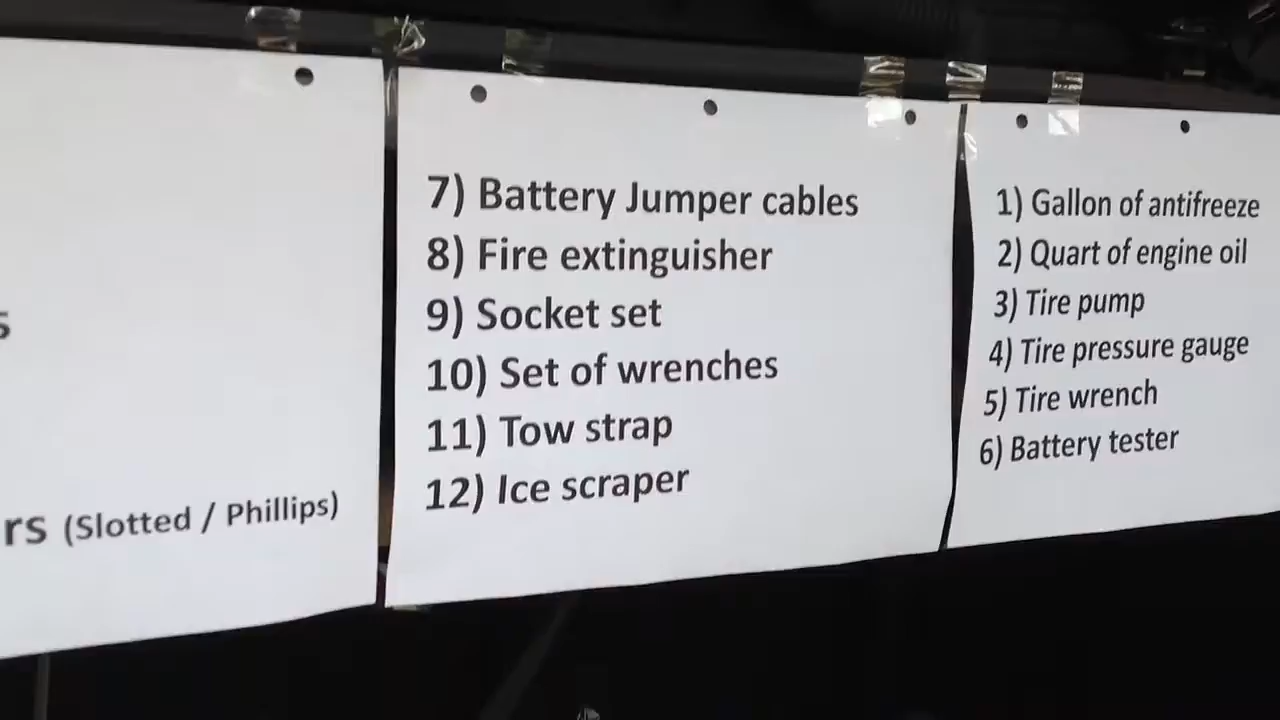 rs (Slotted / Phillips)
7) Battery Jumper cables
8) Fire extinguisher
9) Socket set
10) Set of wrenches
11) Tow strap
12) Ice scraper
1) Gallon of antifreeze
2) Quart of engine oil
3) Tire pump
4) Tire pressure gauge
5) Tire wrench
6) Battery tester